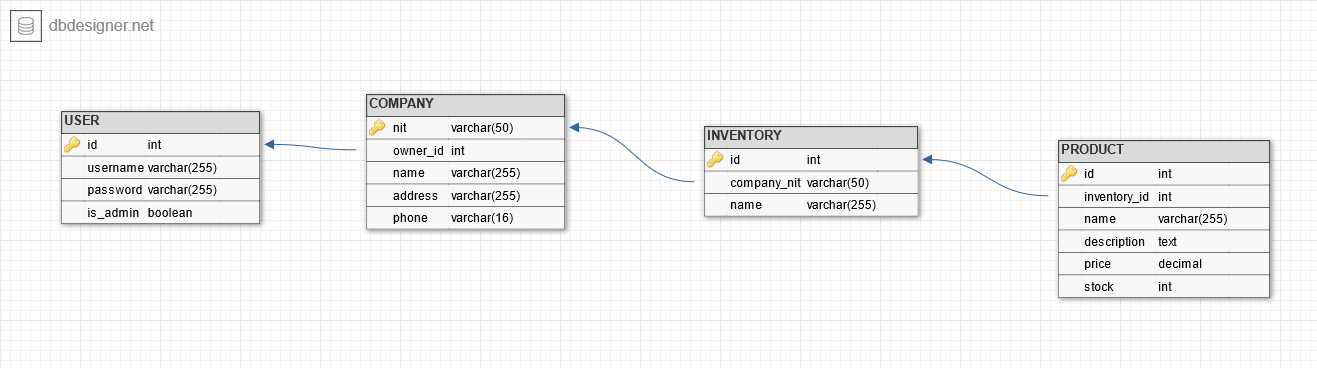 dbdesigner.net
USER
id int
username varchar(255)
password varchar(255)
is_admin boolean
COMPANY
nit varchar(50)
owner_id int
name varchar(255)
address varchar(255)
phone varchar(16)
INVENTORY
id int
company_nit varchar(50)
name varchar(255)
PRODUCT
id int
inventory_id int
name varchar(255)
description text
price decimal
stock int